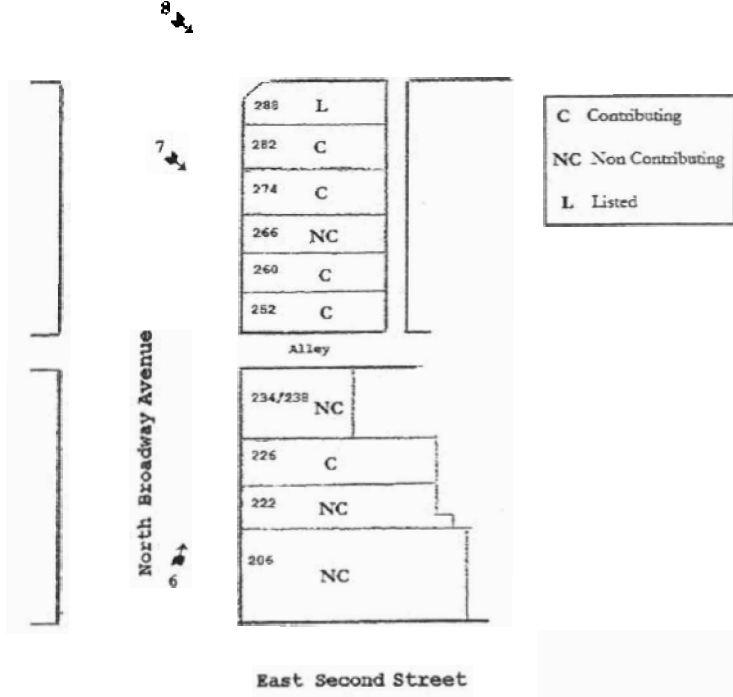 8
7
288 L
282 C
274 C
266 NC
260 C
252 C
Alley
234/238 NC
226 C
222 NC
206 NC
North Broadway Avenue
6
East Second Street
C Contributing
NC Non Contributing
L Listed